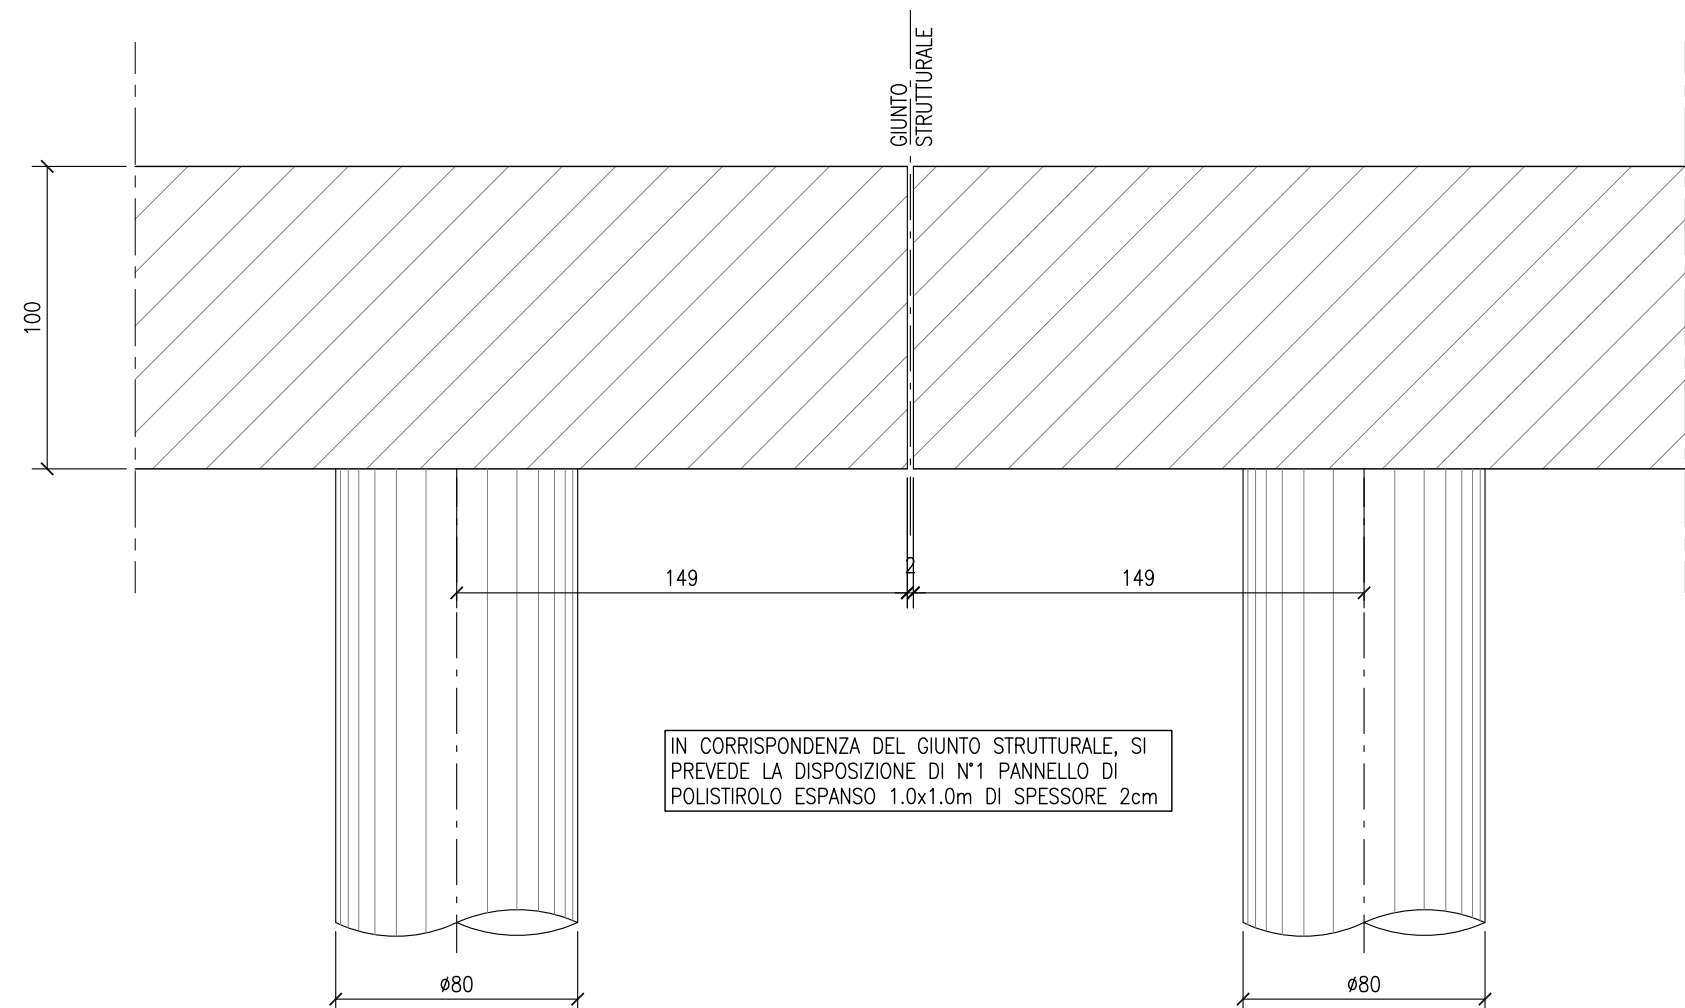 GIUNTO
STRUTTURALE
100
2
149
149
IN CORRISPONDENZA DEL GIUNTO STRUTTURALE, SI
PREVEDE LA DISPOSIZIONE DI N°1 PANNELLO DI
POLISTIROLO ESPANSO 1.0x1.0m DI SPESSORE 2cm
ø80
ø80